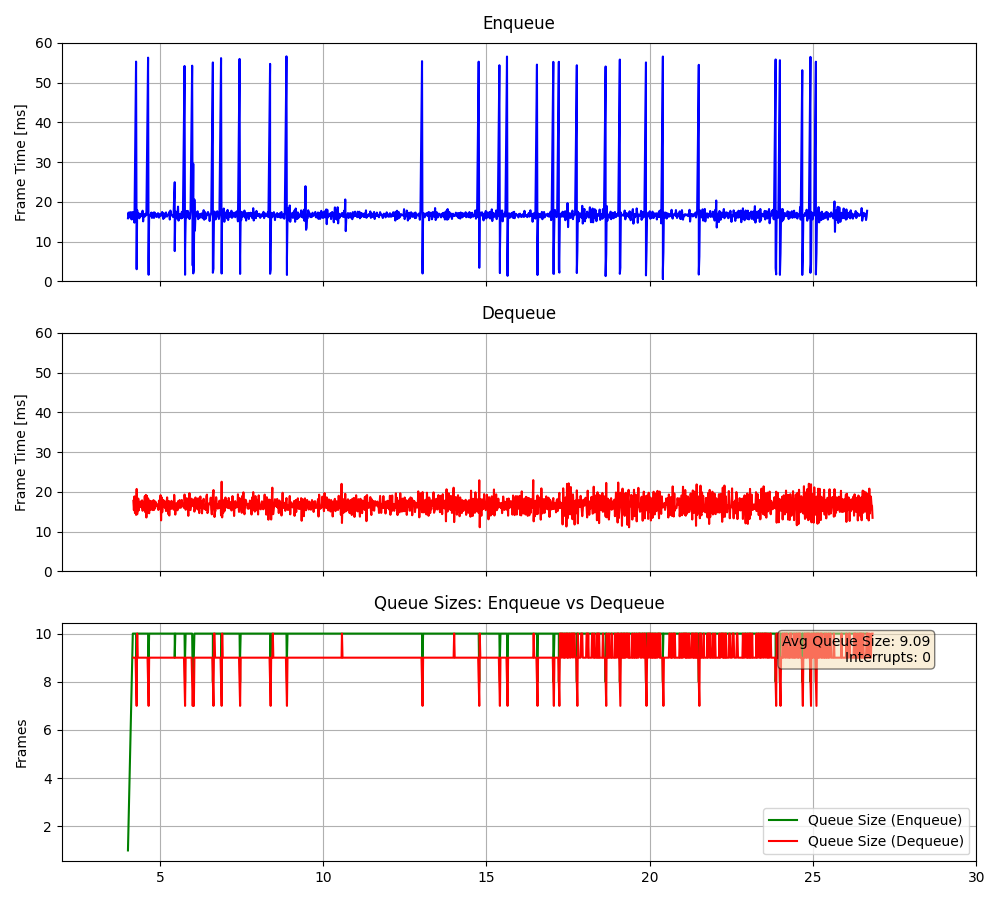 Enqueue
Frame Time [ms]
60
50
40
30
20
10
0
Dequeue
Frame Time [ms]
60
50
40
30
20
10
0
Queue Sizes: Enqueue vs Dequeue
Frames
10
8
6
4
2
Avg Queue Size: 9.09
Interrupts: 0
Queue Size (Enqueue)
Queue Size (Dequeue)
5 10 15 20 25 30